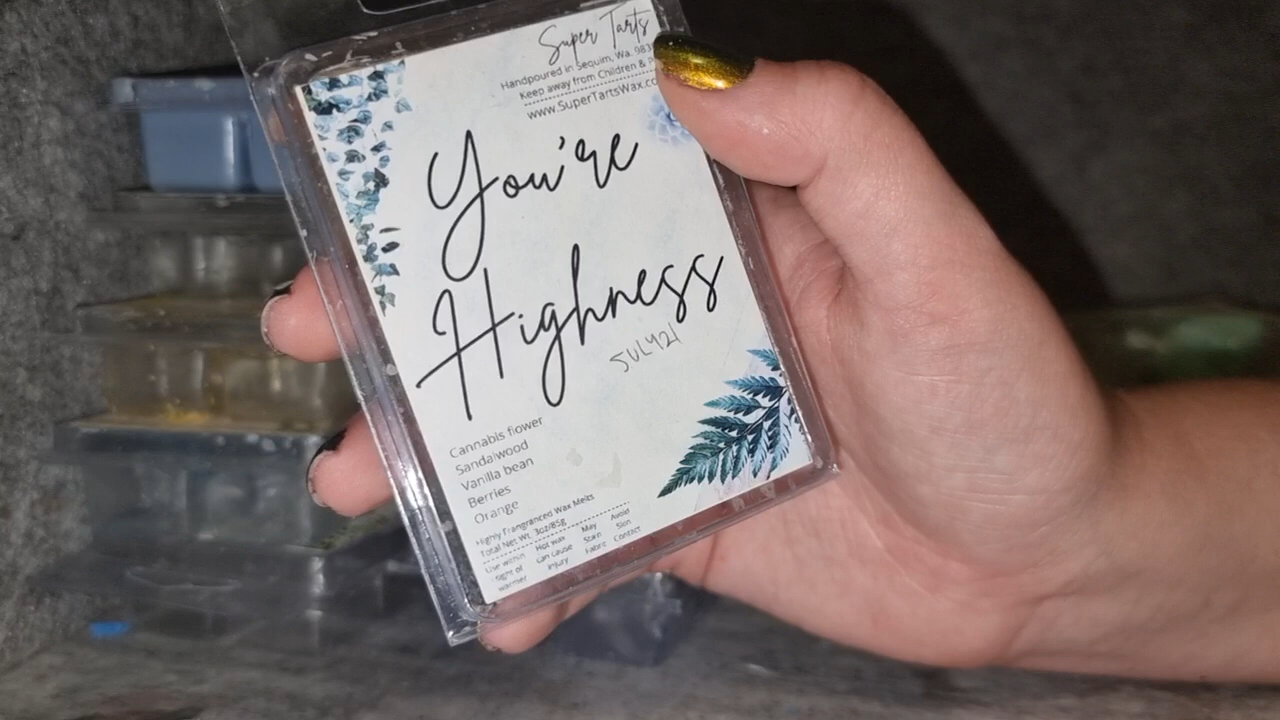 Super Tarts
Handpoured in Sequim, Wa. 983
Keep away from Children & P
www.SuperTartsWax.co
You're
Highness
JULY21
Cannabis flower
Sandalwood
Vanilla bean
Berries
Orange
Highly Fragranced Wax Melts
Total Net Wt. 3oz/85g
Use within sight of warmer
Hot wax can cause injury
May Stain Fabric
Avoid Skin Contact